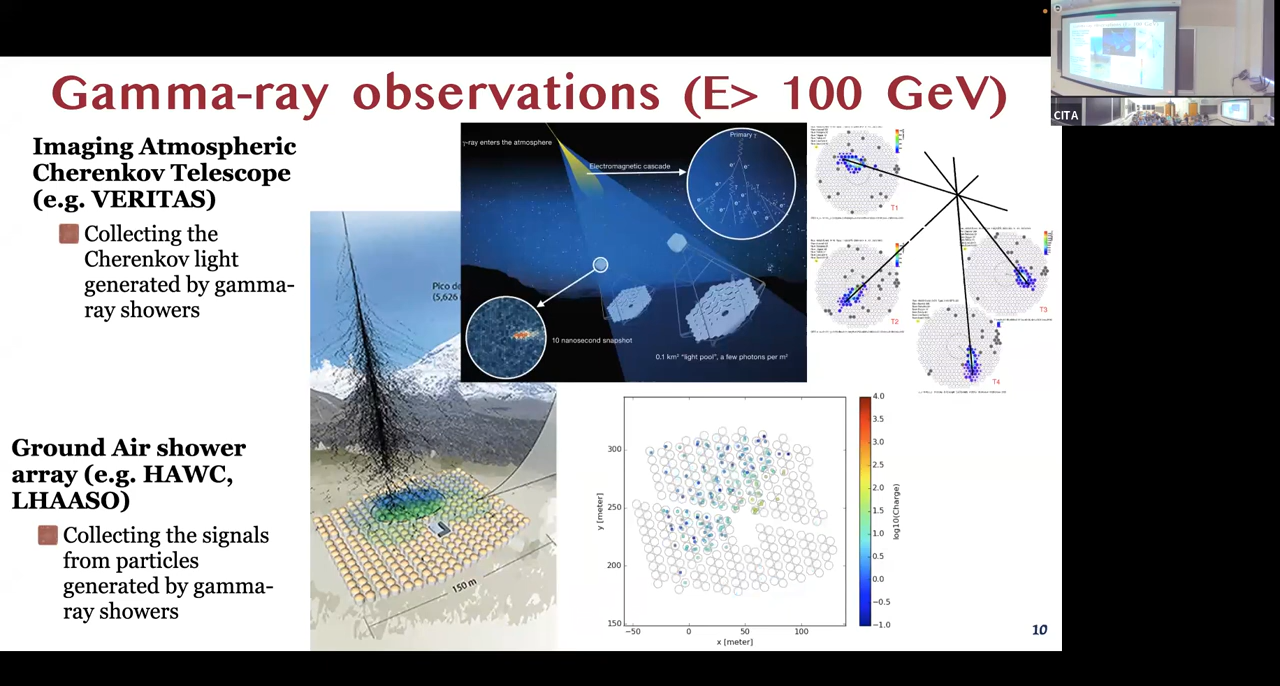 Gamma-ray observations (E> 100 GeV)
Imaging Atmospheric
Cherenkov Telescope
(e.g. VERITAS)
Collecting the
Cherenkov light
generated by gamma-
ray showers
Ground Air shower
array (e.g. HAWC,
LHAASO)
Collecting the signals
from particles
generated by gamma-
ray showers
Pico de
(5,626
150 m
γ-ray enters the atmosphere
Electromagnetic cascade
Primary γ
10 nanosecond snapshot
0.1 km² "light pool", a few photons per m²
T1
T2
T3
T4
300
250
200
150
y [meter]
−50
0
50
100
x [meter]
4.0
3.5
3.0
2.5
2.0
1.5
1.0
0.5
0.0
−0.5
−1.0
log10(Charge)
10
CITA